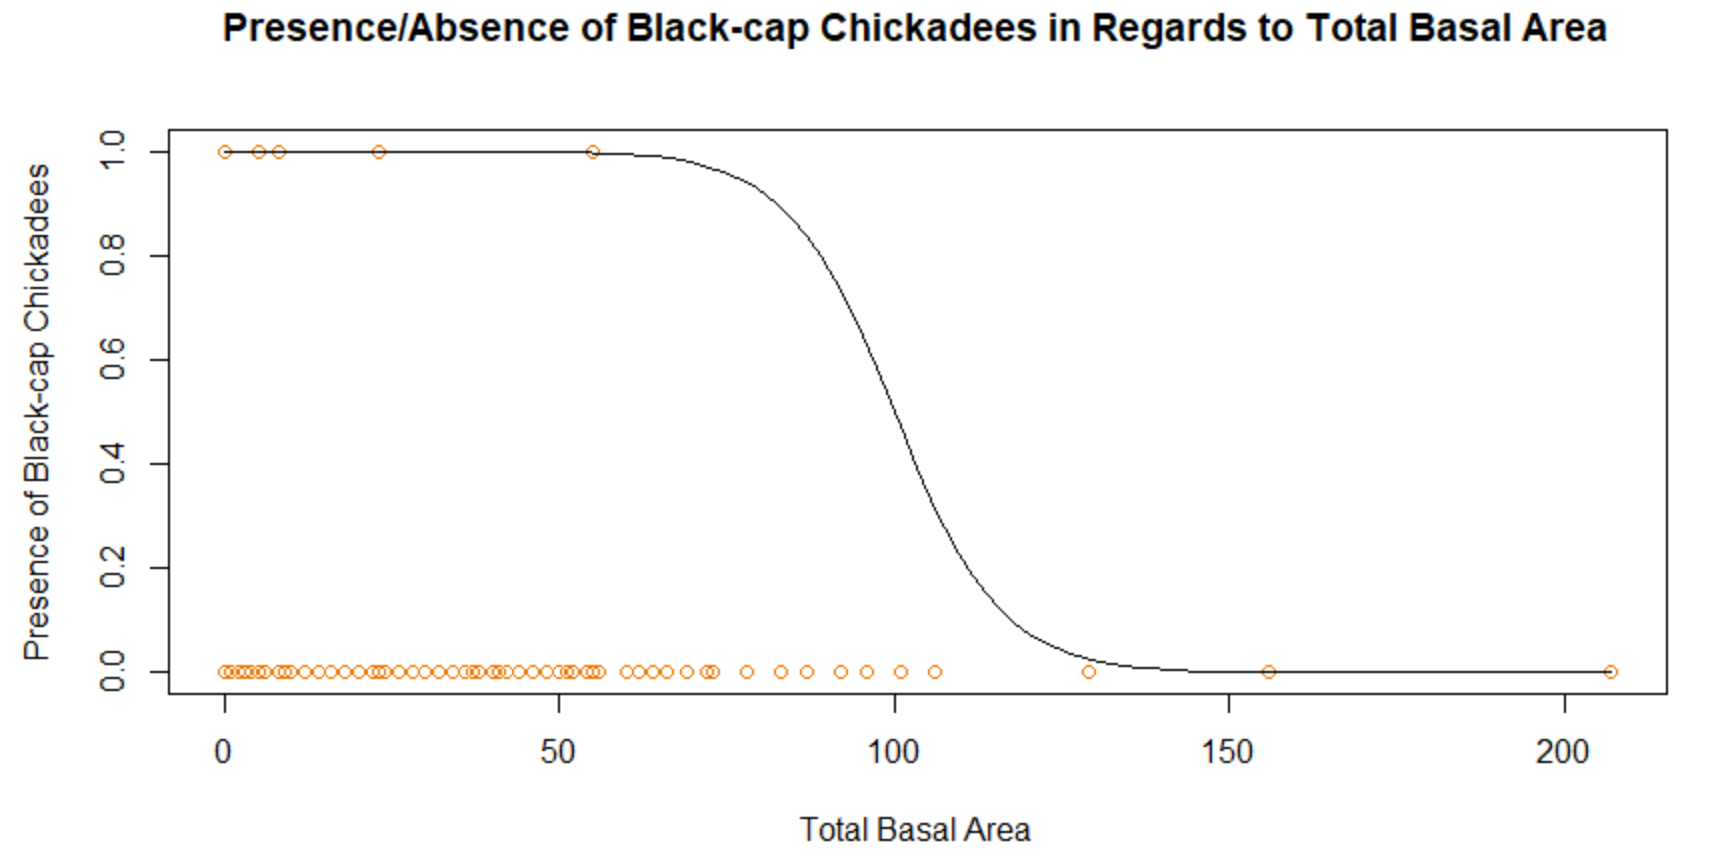 Presence/Absence of Black-cap Chickadees in Regards to Total Basal Area
Presence of Black-cap Chickadees
1.0
0.8
0.6
0.4
0.2
0.0
0 50 100 150 200
Total Basal Area